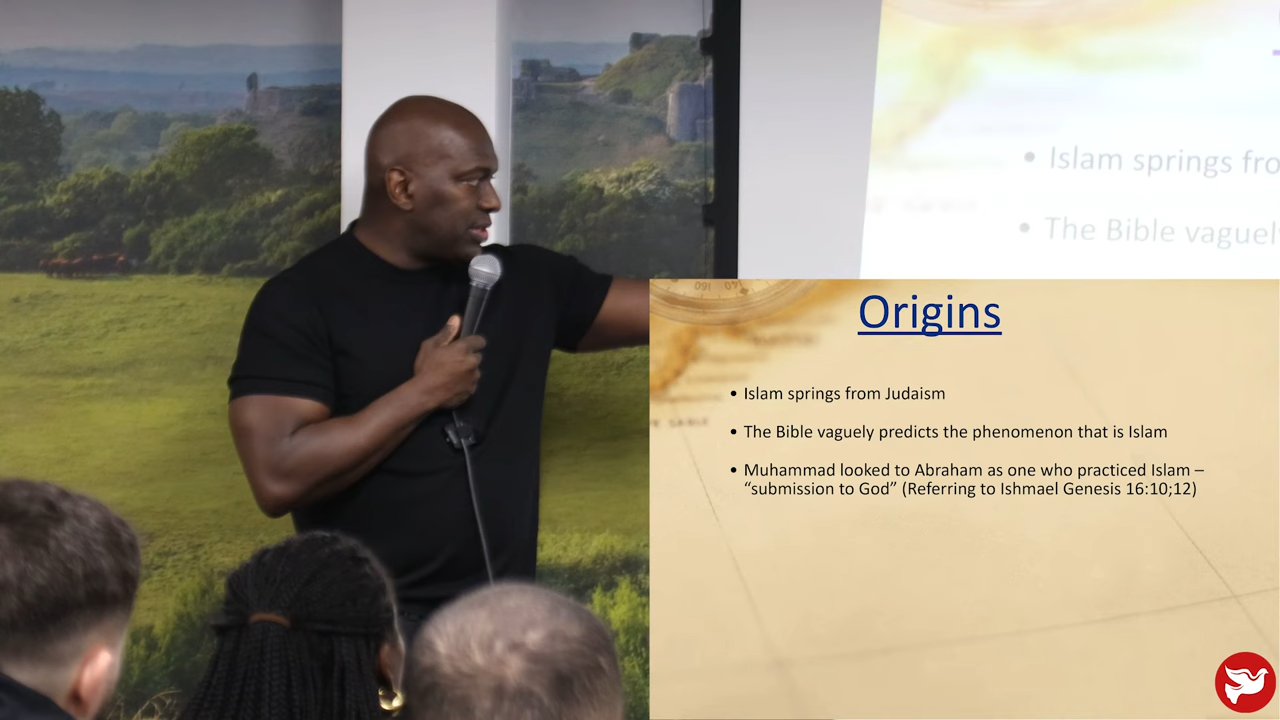 • Islam springs fro
• The Bible vaguel
Origins
• Islam springs from Judaism
• The Bible vaguely predicts the phenomenon that is Islam
• Muhammad looked to Abraham as one who practiced Islam –
“submission to God” (Referring to Ishmael Genesis 16:10;12)